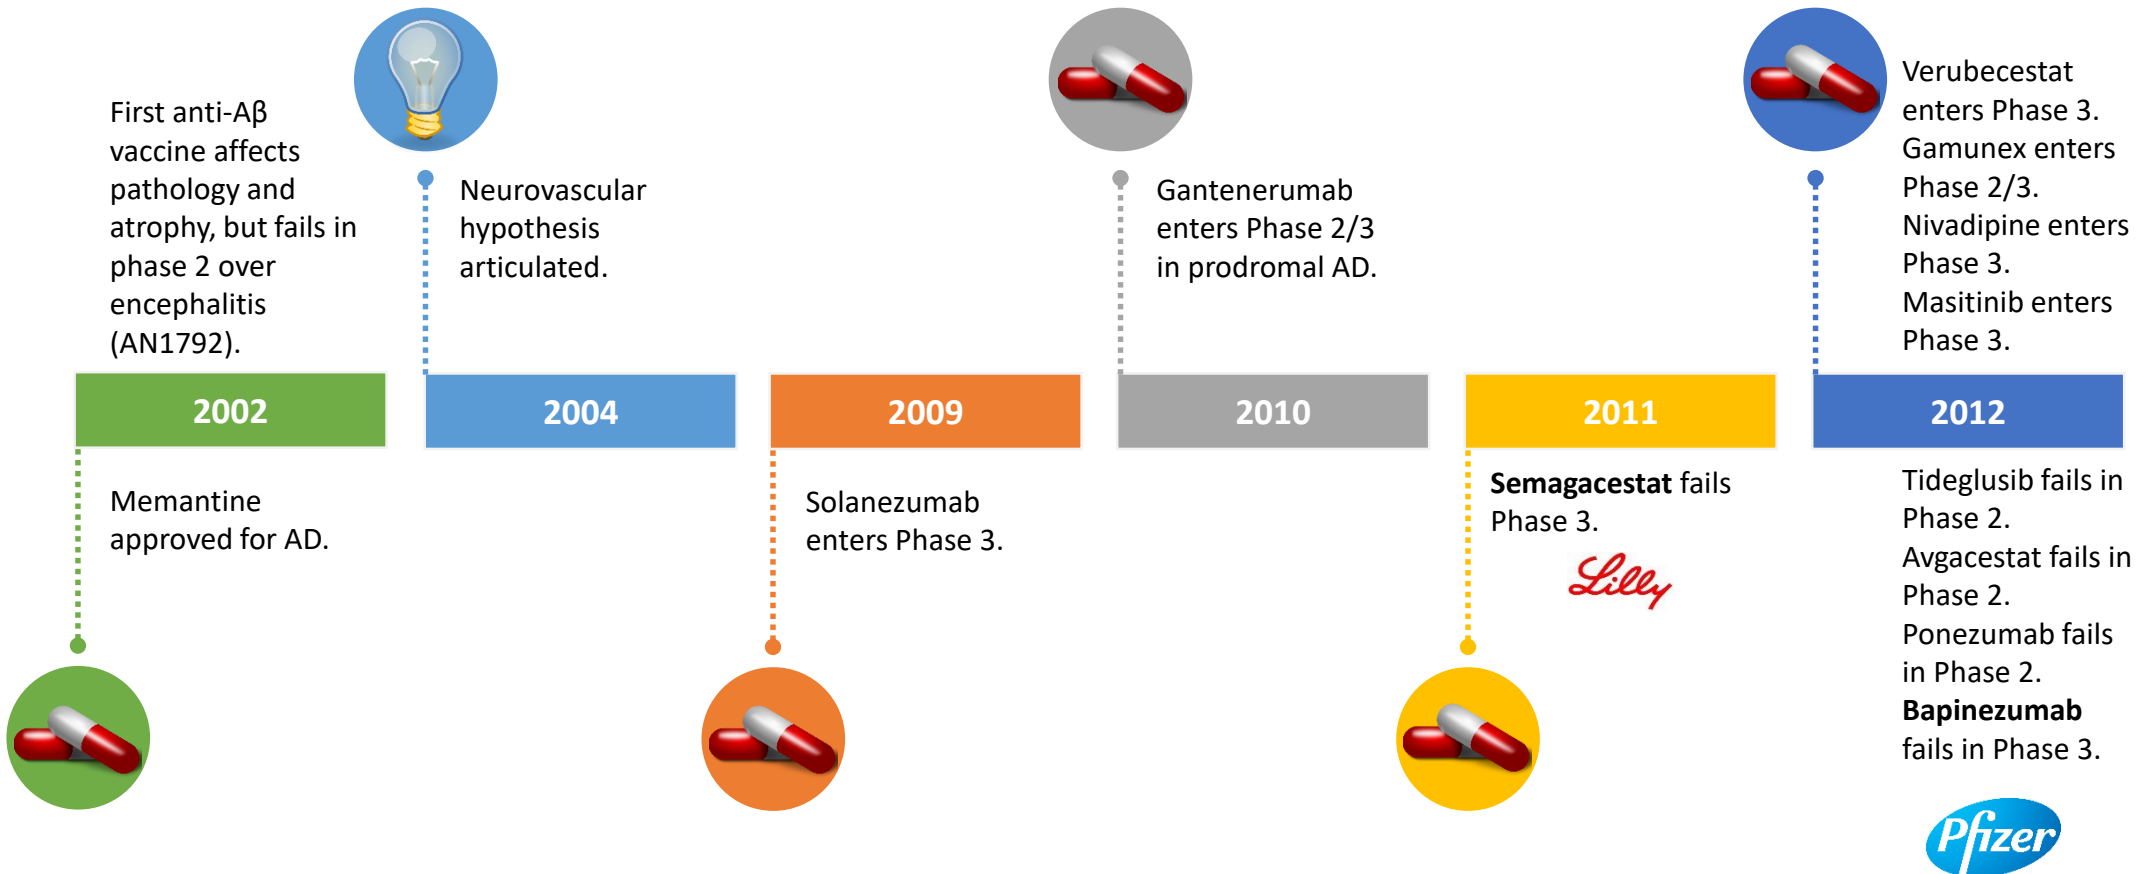 First anti-Aβ
vaccine affects
pathology and
atrophy, but fails in
phase 2 over
encephalitis
(AN1792).
2002
Memantine
approved for AD.
Neurovascular
hypothesis
articulated.
2004
2009
Solanezumab
enters Phase 3.
Gantenerumab
enters Phase 2/3
in prodromal AD.
2010
2011
Semagacestat fails
Phase 3.
Lilly
Verubecestat
enters Phase 3.
Gamunex enters
Phase 2/3.
Nivadipine enters
Phase 3.
Masitinib enters
Phase 3.
2012
Tideglusib fails in
Phase 2.
Avgacestat fails in
Phase 2.
Ponezumab fails
in Phase 2.
Bapinezumab
fails in Phase 3.
Pfizer